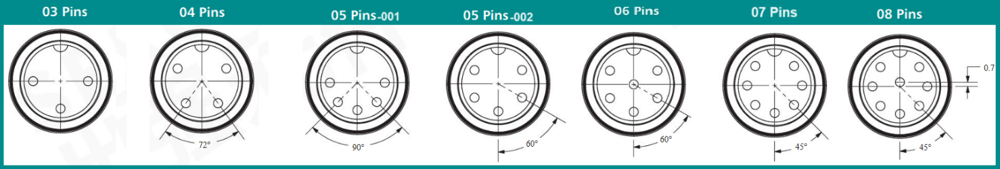 03 Pins
04 Pins
05 Pins-001
05 Pins-002
06 Pins
07 Pins
08 Pins
72°
90°
60°
60°
45°
45°
0.7